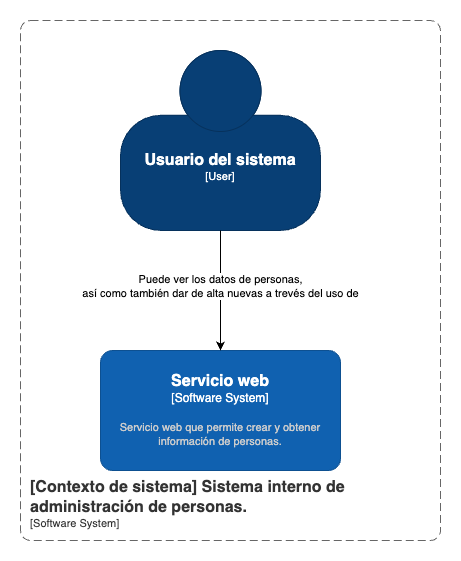 Usuario del sistema
[User]
Puede ver los datos de personas,
así como también dar de alta nuevas a trevés del uso de
Servicio web
[Software System]
Servicio web que permite crear y obtener
información de personas.
[Contexto de sistema] Sistema interno de
administración de personas.
[Software System]